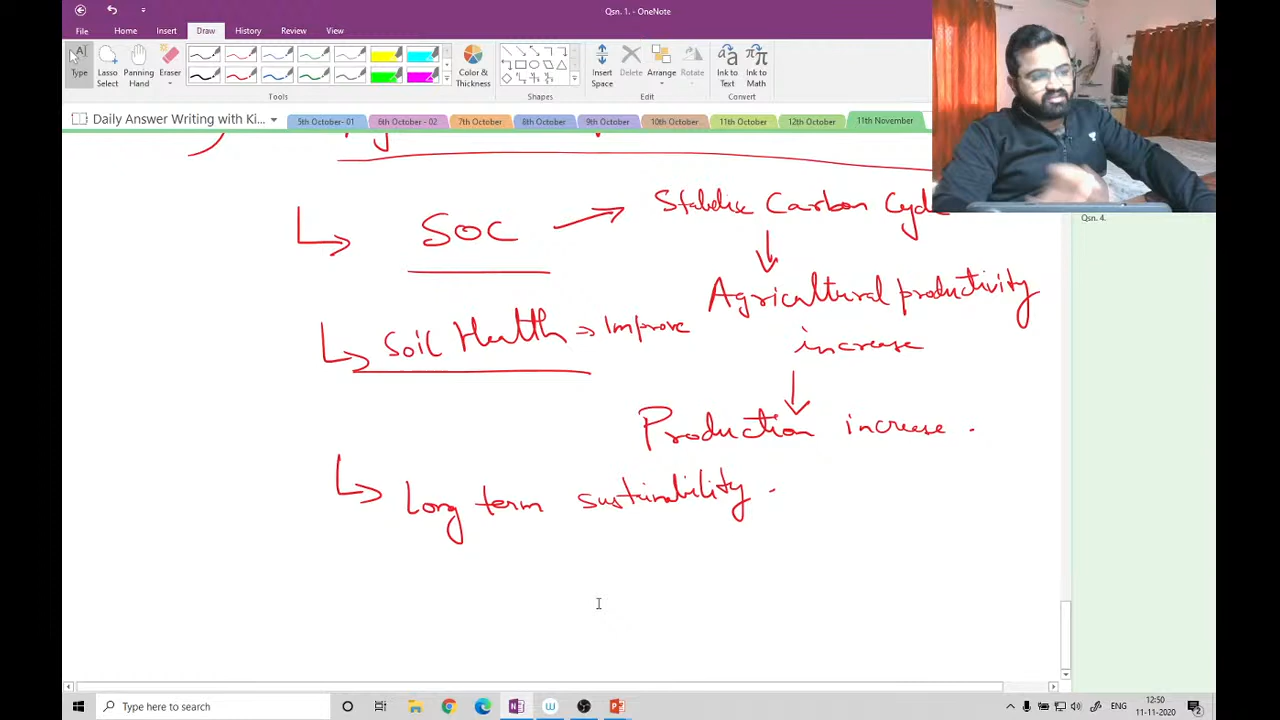 Qsn. 1. - OneNote
File Home Insert Draw History Review View
Type
Lasso Select
Panning Hand
Eraser
Color & Thickness
Insert Space
Delete
Arrange
Rotate
Ink to Text
Ink to Math
Tools
Shapes
Edit
Convert
Daily Answer Writing with Ki...
5th October- 01 6th October - 02 7th October 8th October 9th October 10th October 11th October 12th October 11th November
Qsn. 4.
SOC → Stabilize Carbon Cycle
Agricultural productivity
increase
Soil Health → Improve
Production increase.
Long term sustainability.
Type here to search
ENG
12:50
11-11-2020
2